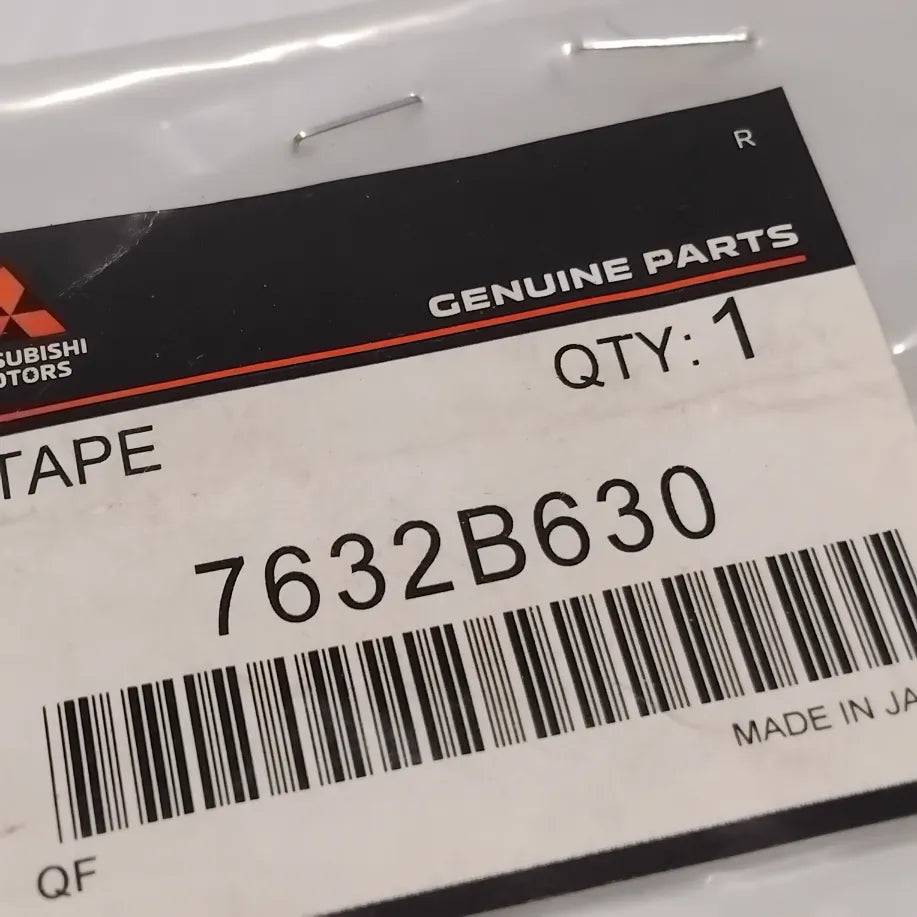 R
GENUINE PARTS
SUBISHI
OTORS
QTY: 1
TAPE
7632B630
MADE IN JA
QF